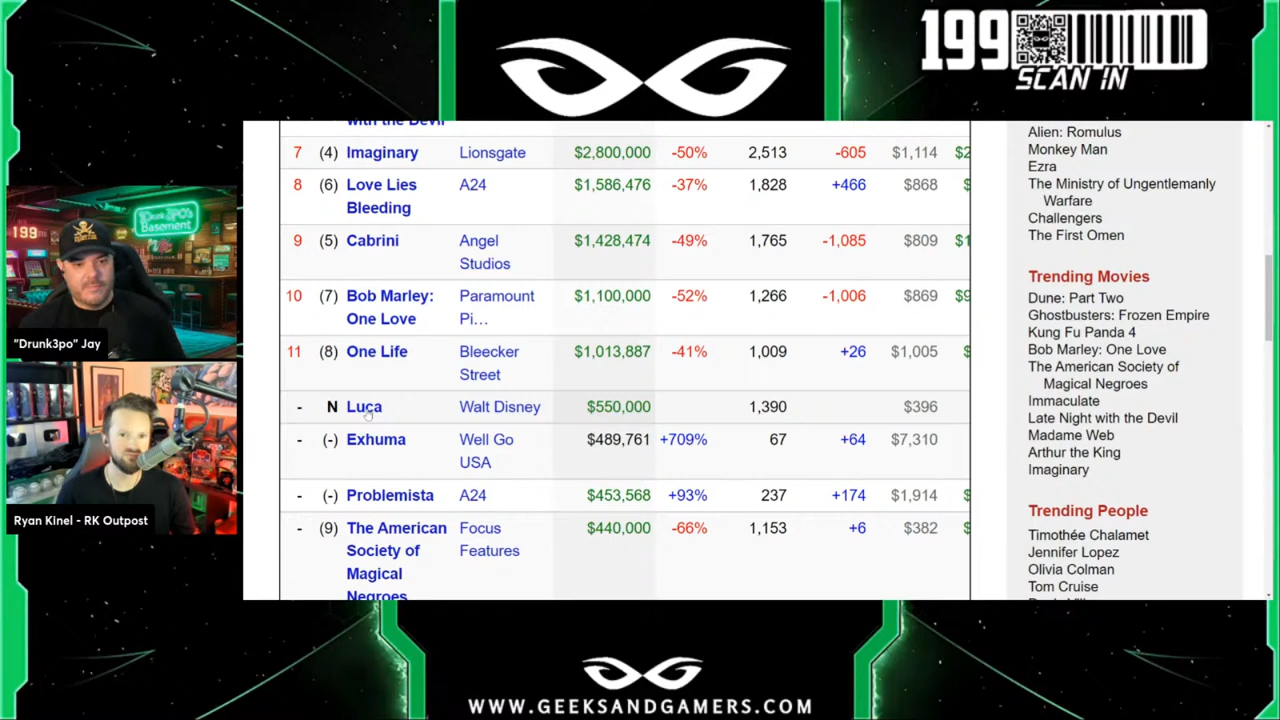 199
SCAN IN
with the Devil
7 (4) Imaginary Lionsgate $2,800,000 -50% 2,513 -605 $1,114 $2
8 (6) Love Lies Bleeding A24 $1,586,476 -37% 1,828 +466 $868
9 (5) Cabrini Angel Studios $1,428,474 -49% 1,765 -1,085 $809 $1
10 (7) Bob Marley: One Love Paramount Pi… $1,100,000 -52% 1,266 -1,006 $869 $9
11 (8) One Life Bleecker Street $1,013,887 -41% 1,009 +26 $1,005 $
- N Luca Walt Disney $550,000 1,390 $396
- (-) Exhuma Well Go USA $489,761 +709% 67 +64 $7,310
- (-) Problemista A24 $453,568 +93% 237 +174 $1,914 $
- (9) The American Society of Magical Negroes Focus Features $440,000 -66% 1,153 +6 $382 $
Alien: Romulus
Monkey Man
Ezra
The Ministry of Ungentlemanly
Warfare
Challengers
The First Omen
Trending Movies
Dune: Part Two
Ghostbusters: Frozen Empire
Kung Fu Panda 4
Bob Marley: One Love
The American Society of
Magical Negroes
Immaculate
Late Night with the Devil
Madame Web
Arthur the King
Imaginary
Trending People
Timothée Chalamet
Jennifer Lopez
Olivia Colman
Tom Cruise
Drunk3PO's
Basement
199
"Drunk3po" Jay
Ryan Kinel - RK Outpost
WWW.GEEKSANDGAMERS.COM